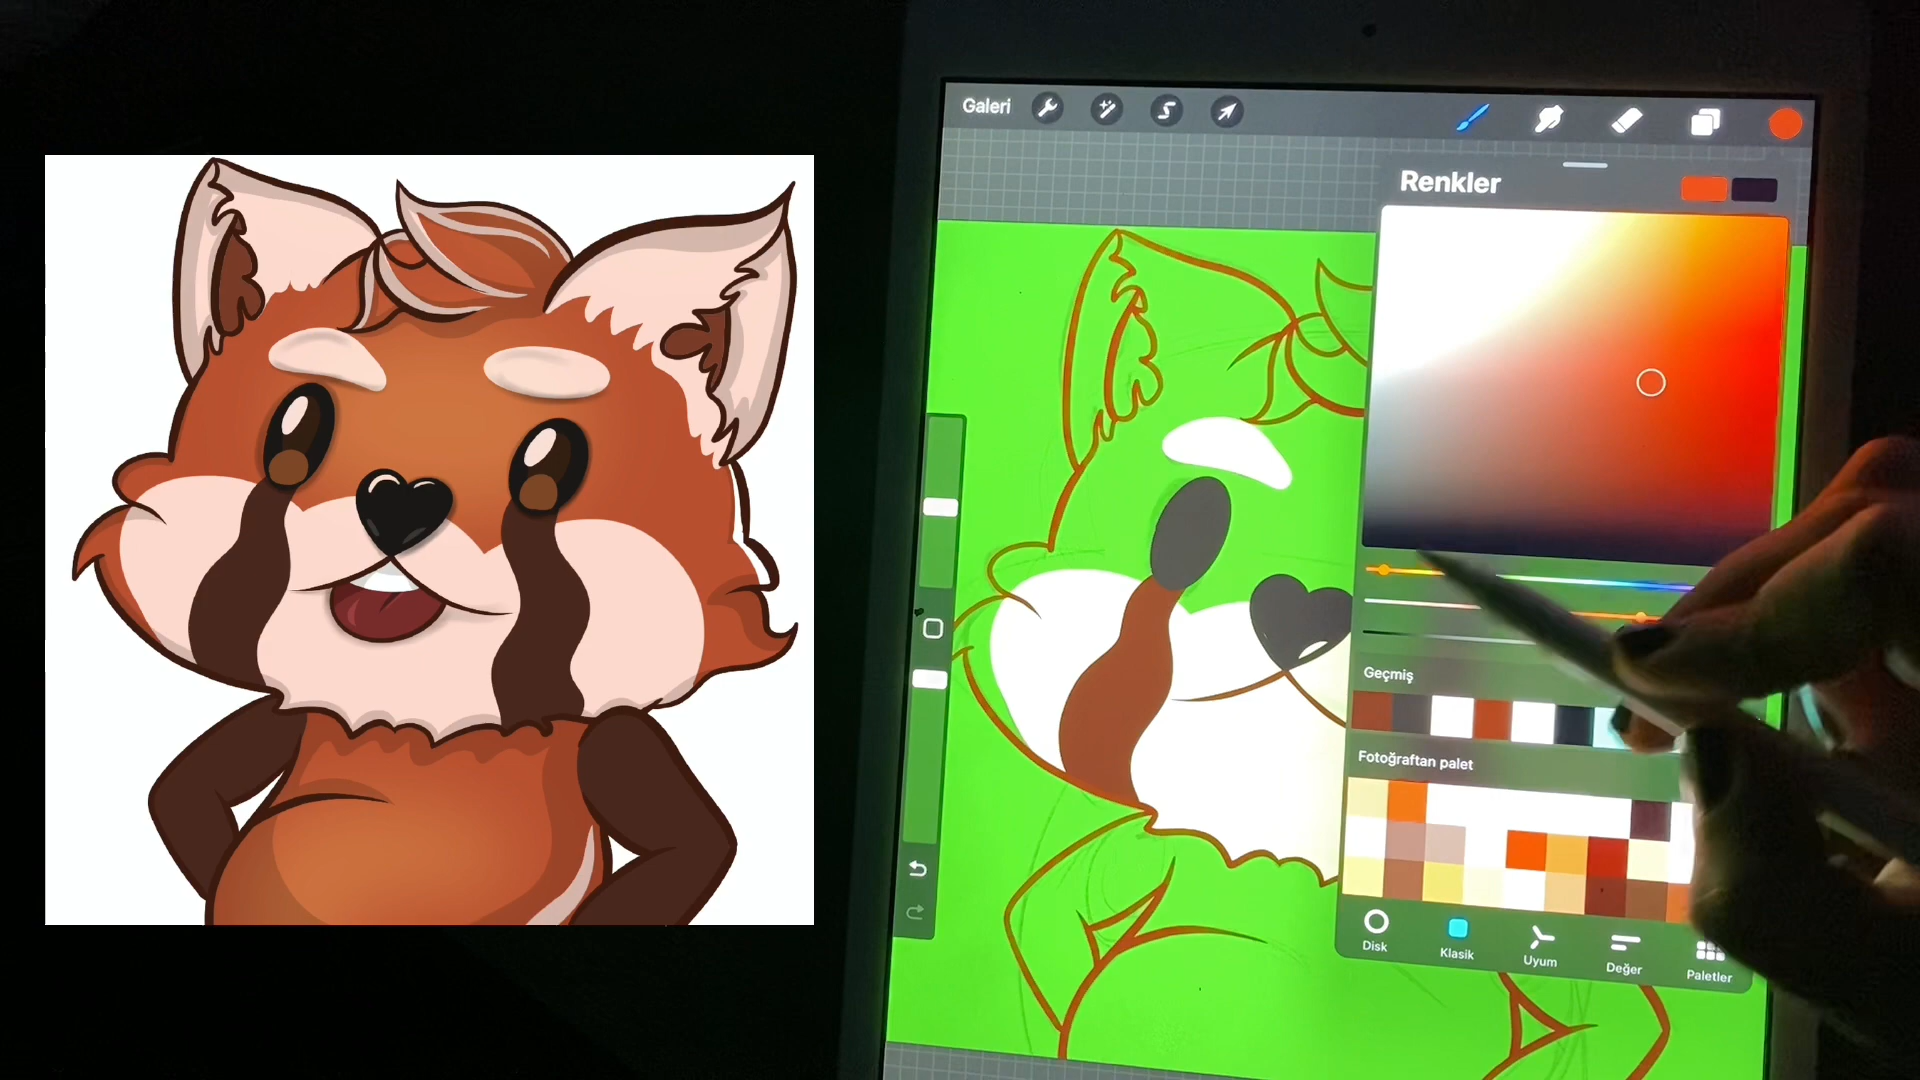 Galeri
Renkler
Geçmiş
Fotoğraftan palet
Disk
Klasik
Uyum
Değer
Paletler